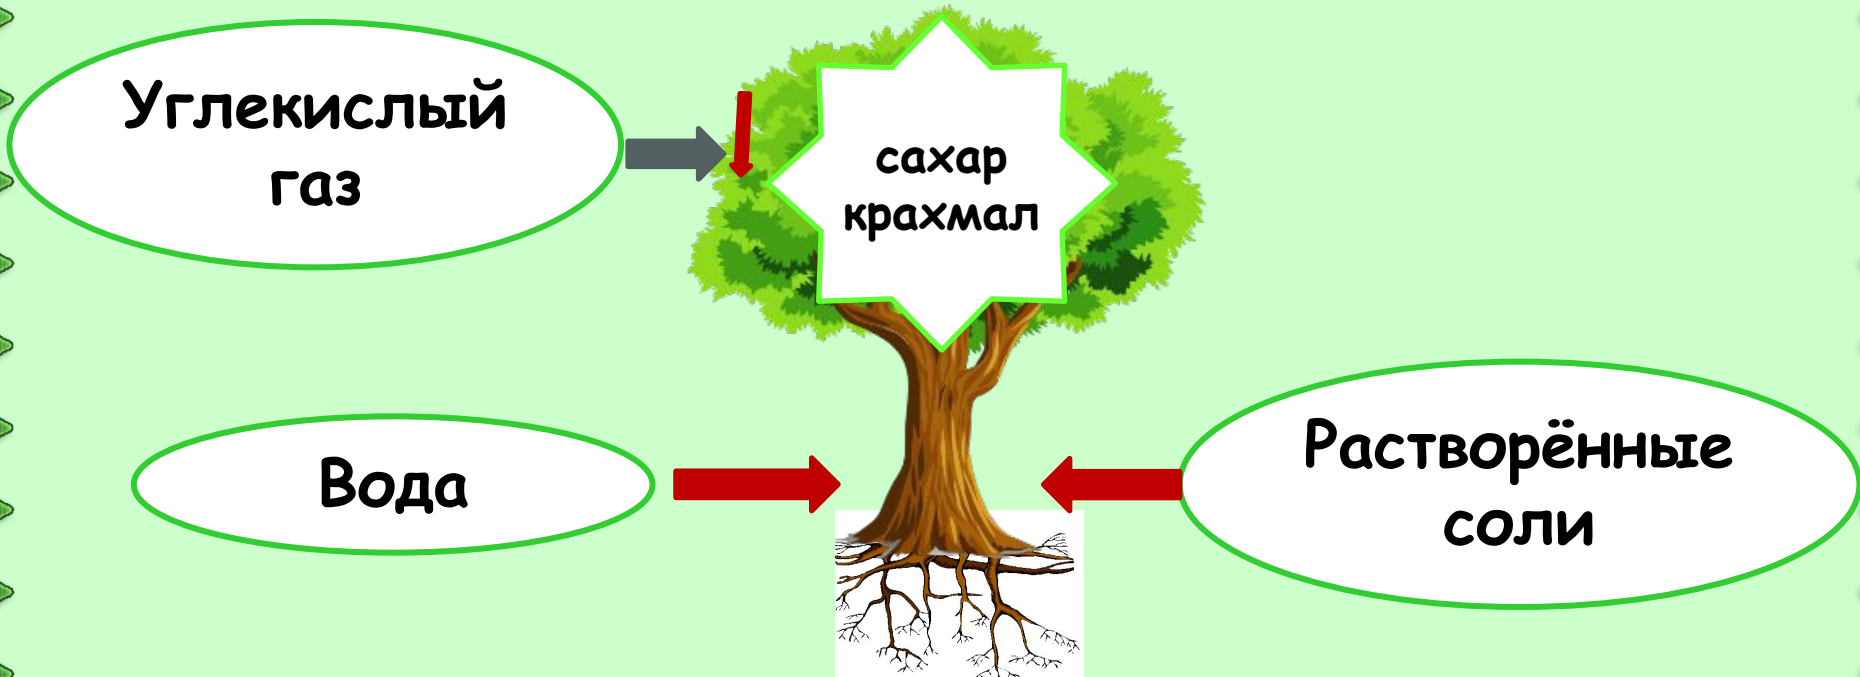 Углекислый
газ
сахар
крахмал
Вода
Растворённые
соли